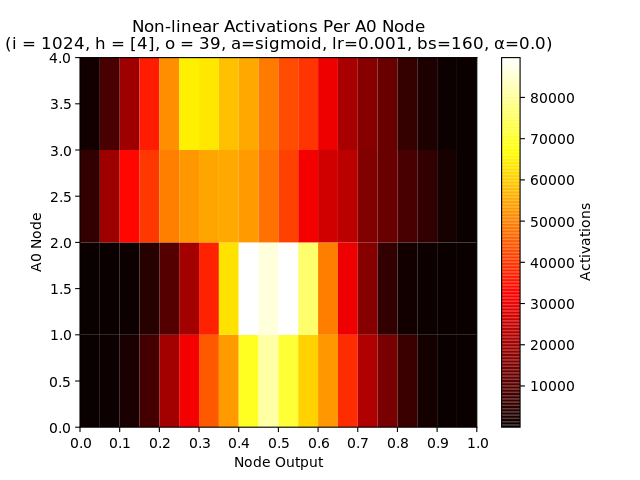 Non-linear Activations Per A0 Node
(i = 1024, h = [4], o = 39, a=sigmoid, lr=0.001, bs=160, α=0.0)
4.0
3.5
3.0
2.5
2.0
1.5
1.0
0.5
0.0
A0 Node
0.0 0.1 0.2 0.3 0.4 0.5 0.6 0.7 0.8 0.9 1.0
Node Output
80000
70000
60000
50000
40000
30000
20000
10000
Activations